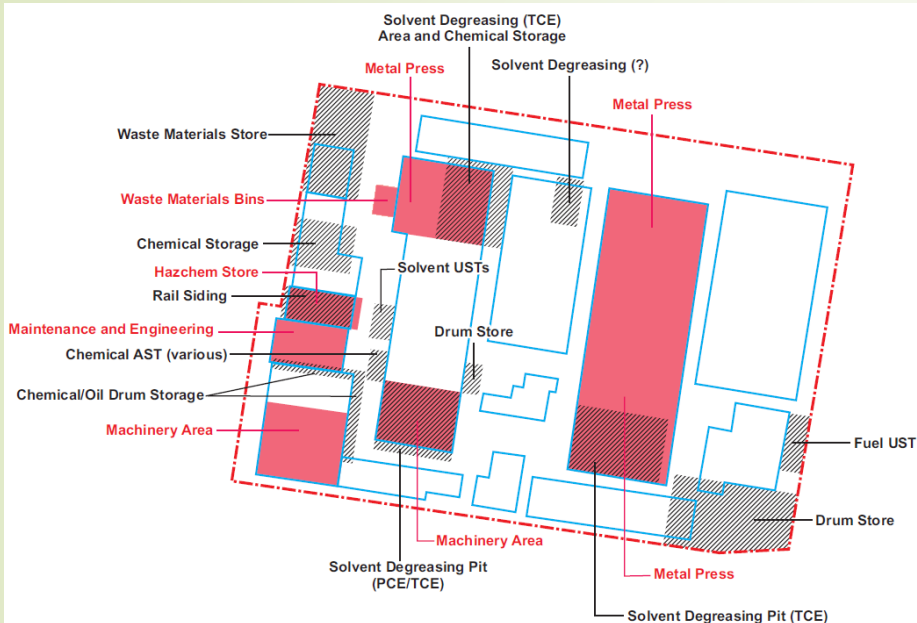 Solvent Degreasing (TCE)
Area and Chemical Storage
Metal Press
Solvent Degreasing (?)
Metal Press
Waste Materials Store
Waste Materials Bins
Chemical Storage
Solvent USTs
Hazchem Store
Rail Siding
Maintenance and Engineering
Drum Store
Chemical AST (various)
Chemical/Oil Drum Storage
Machinery Area
Fuel UST
Drum Store
Machinery Area
Solvent Degreasing Pit
(PCE/TCE)
Metal Press
Solvent Degreasing Pit (TCE)